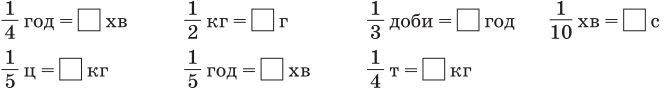 1/4 год = □ хв 1/2 кг = □ г 1/3 доби = □ год 1/10 хв = □ с
1/5 ц = □ кг 1/5 год = □ хв 1/4 т = □ кг